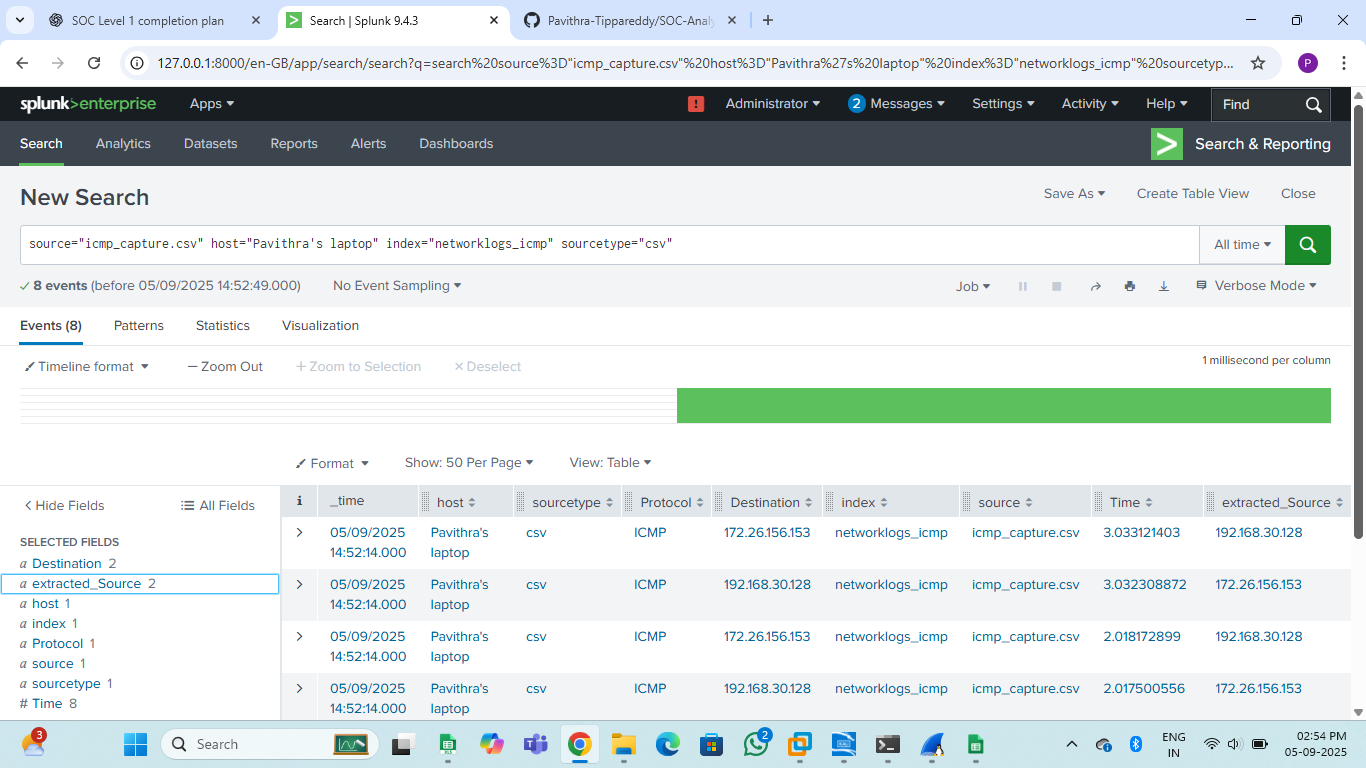 SOC Level 1 completion plan
Search | Splunk 9.4.3
Pavithra-Tippareddy/SOC-Anal
127.0.0.1:8000/en-GB/app/search/search?q=search%20source%3D"icmp_capture.csv"%20host%3D"Pavithra%27s%20laptop"%20index%3D"networklogs_icmp"%20sourcetyp...
P
splunk>enterprise Apps ! Administrator 2 Messages Settings Activity Help Find
Search Analytics Datasets Reports Alerts Dashboards > Search & Reporting
New Search Save As Create Table View Close
source="icmp_capture.csv" host="Pavithra's laptop" index="networklogs_icmp" sourcetype="csv" All time
8 events (before 05/09/2025 14:52:49.000) No Event Sampling Job Verbose Mode
Events (8) Patterns Statistics Visualization
Timeline format — Zoom Out + Zoom to Selection × Deselect 1 millisecond per column
Format Show: 50 Per Page View: Table
< Hide Fields All Fields
SELECTED FIELDS
a Destination 2
a extracted_Source 2
a host 1
a index 1
a Protocol 1
a source 1
a sourcetype 1
# Time 8
i _time host sourcetype Protocol Destination index source Time extracted_Source
> 05/09/2025 14:52:14.000 Pavithra's laptop csv ICMP 172.26.156.153 networklogs_icmp icmp_capture.csv 3.033121403 192.168.30.128
> 05/09/2025 14:52:14.000 Pavithra's laptop csv ICMP 192.168.30.128 networklogs_icmp icmp_capture.csv 3.032308872 172.26.156.153
> 05/09/2025 14:52:14.000 Pavithra's laptop csv ICMP 172.26.156.153 networklogs_icmp icmp_capture.csv 2.018172899 192.168.30.128
> 05/09/2025 14:52:14.000 Pavithra's laptop csv ICMP 192.168.30.128 networklogs_icmp icmp_capture.csv 2.017500556 172.26.156.153
3
Search
2
ENG
IN
02:54 PM
05-09-2025